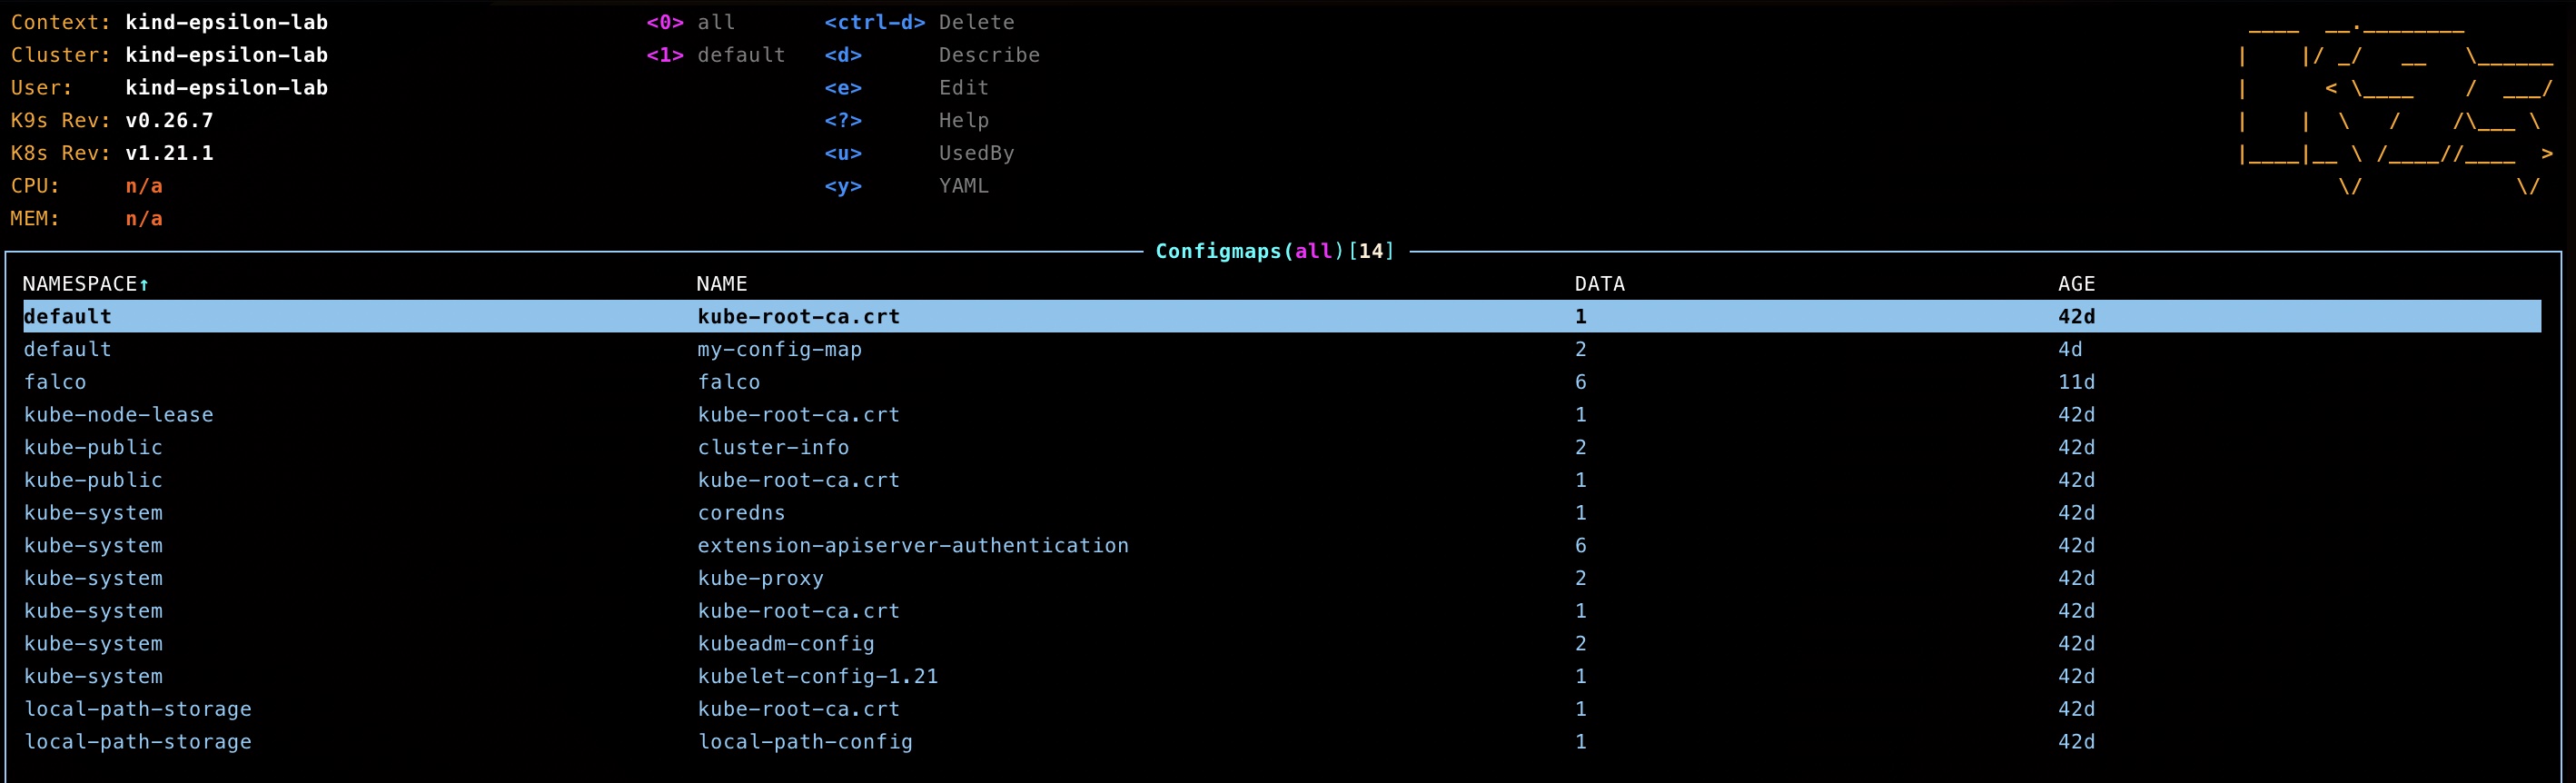 Context: kind-epsilon-lab <0> all <ctrl-d> Delete
Cluster: kind-epsilon-lab <1> default <d> Describe
User: kind-epsilon-lab <e> Edit
K9s Rev: v0.26.7 <?> Help
K8s Rev: v1.21.1 <u> UsedBy
CPU: n/a <y> YAML
MEM: n/a
Configmaps(all)[14]
NAMESPACE↑ NAME DATA AGE
default kube-root-ca.crt 1 42d
default my-config-map 2 4d
falco falco 6 11d
kube-node-lease kube-root-ca.crt 1 42d
kube-public cluster-info 2 42d
kube-public kube-root-ca.crt 1 42d
kube-system coredns 1 42d
kube-system extension-apiserver-authentication 6 42d
kube-system kube-proxy 2 42d
kube-system kube-root-ca.crt 1 42d
kube-system kubeadm-config 2 42d
kube-system kubelet-config-1.21 1 42d
local-path-storage kube-root-ca.crt 1 42d
local-path-storage local-path-config 1 42d